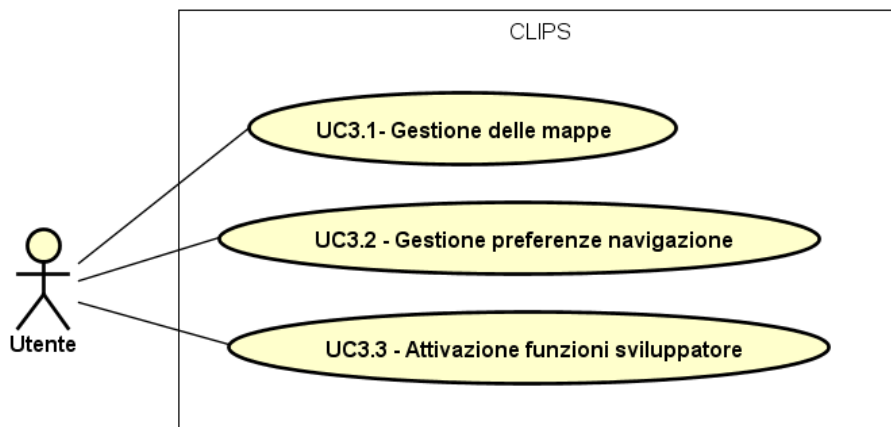 CLIPS
UC3.1- Gestione delle mappe
UC3.2 - Gestione preferenze navigazione
UC3.3 - Attivazione funzioni sviluppatore
Utente